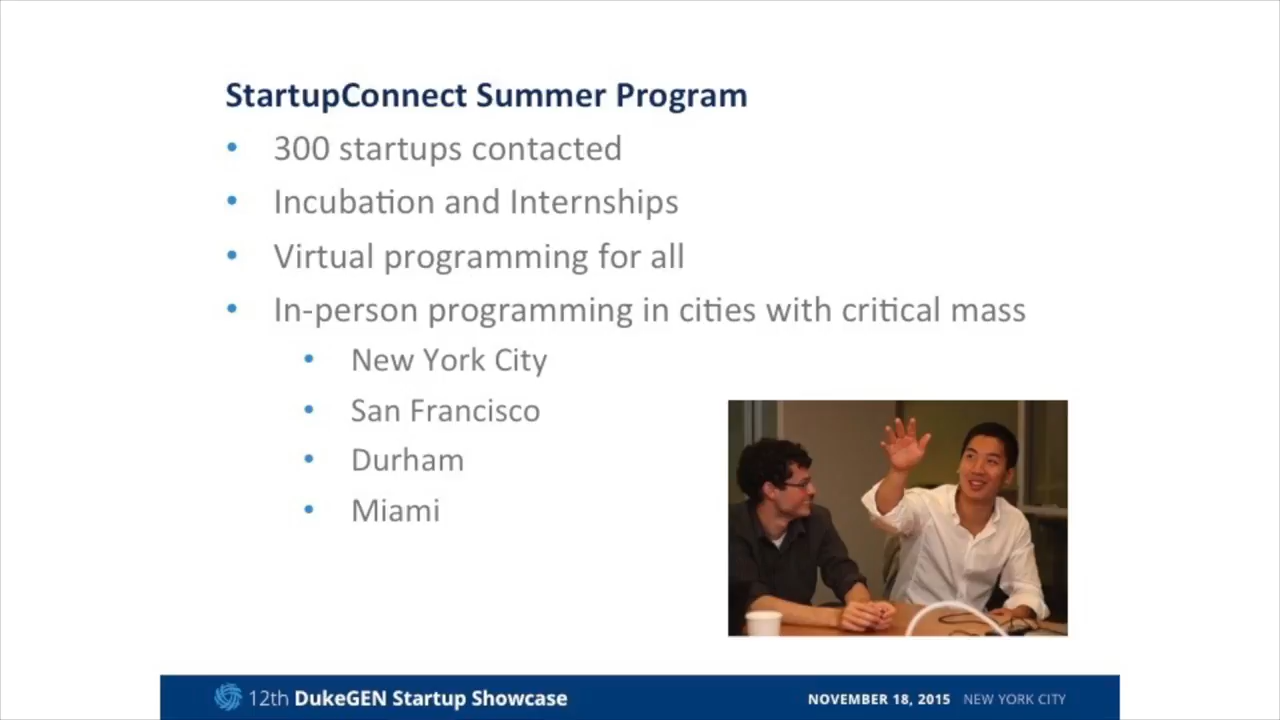 StartupConnect Summer Program
• 300 startups contacted
• Incubation and Internships
• Virtual programming for all
• In-person programming in cities with critical mass
• New York City
• San Francisco
• Durham
• Miami
12th DukeGEN Startup Showcase
NOVEMBER 18, 2015 NEW YORK CITY